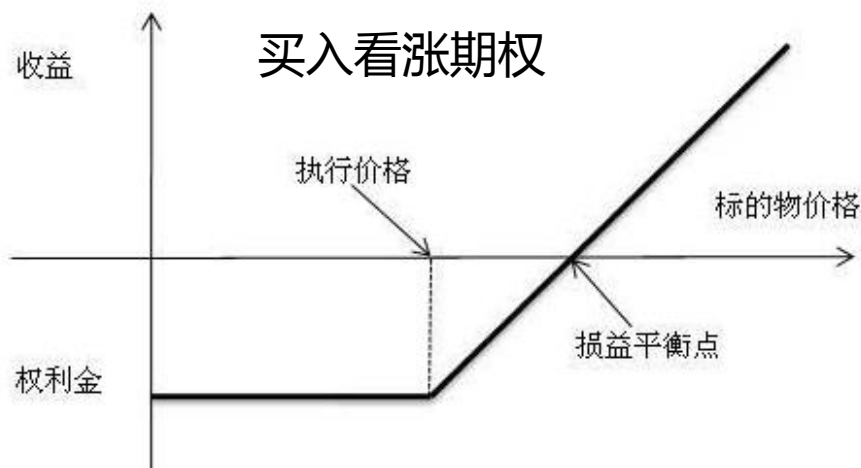 买入看涨期权
收益
执行价格
标的物价格
损益平衡点
权利金